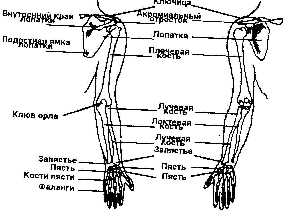 Ключица
Внутренний край
лопатки
Акромиальный
отросток
Подостная ямка
лопатки
Лопатка
Плечевая
кость
Клюв орла
Лучевая
кость
Локтевая
кость
Лучевая
кость
Запястье
Запястье
Пясть
Пясть
Кости пясти
Пясть
Фаланги